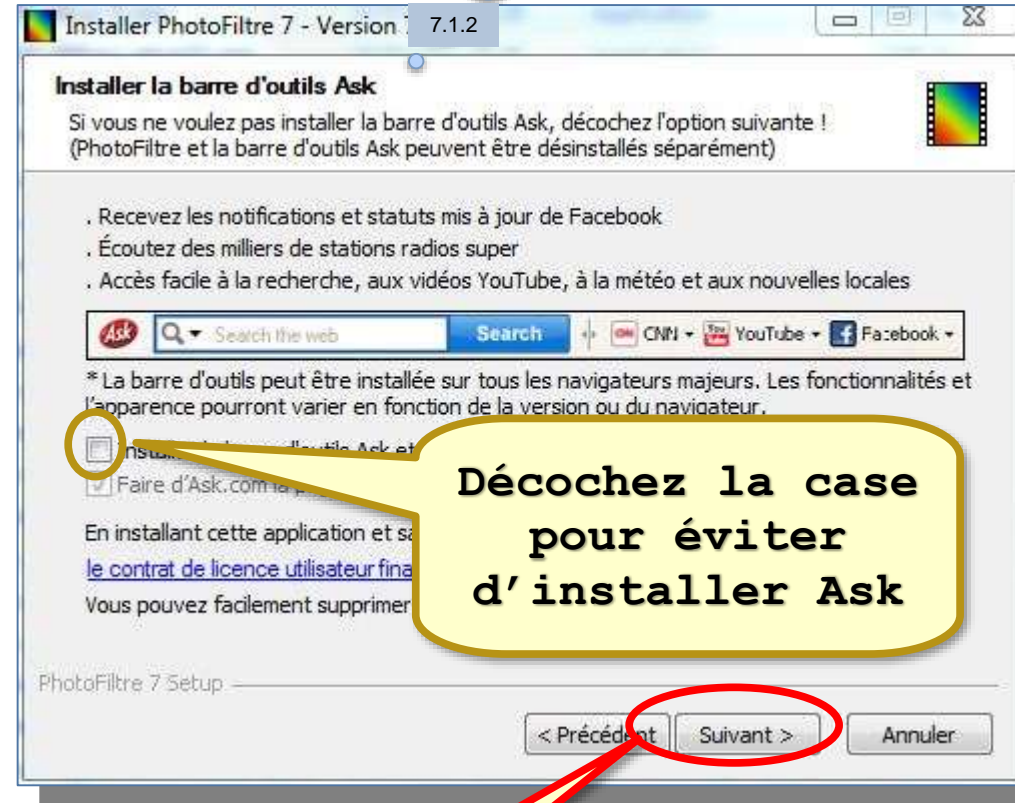 Installer PhotoFiltre 7 - Version 7.1.2
Installer la barre d'outils Ask
Si vous ne voulez pas installer la barre d'outils Ask, décochez l'option suivante !
(PhotoFiltre et la barre d'outils Ask peuvent être désinstallés séparément)
. Recevez les notifications et statuts mis à jour de Facebook
. Écoutez des milliers de stations radios super
. Accès facile à la recherche, aux vidéos YouTube, à la météo et aux nouvelles locales
Ask Search the web Search CNN YouTube Facebook
* La barre d'outils peut être installée sur tous les navigateurs majeurs. Les fonctionnalités et
l'apparence pourront varier en fonction de la version ou du navigateur.
d'outils Ask et
Faire d'Ask.com la
En installant cette application et
le contrat de licence utilisateur
Vous pouvez facilement supprimer
Décochez la case
pour éviter
d’installer Ask
PhotoFiltre 7 Setup
< Précédent Suivant > Annuler